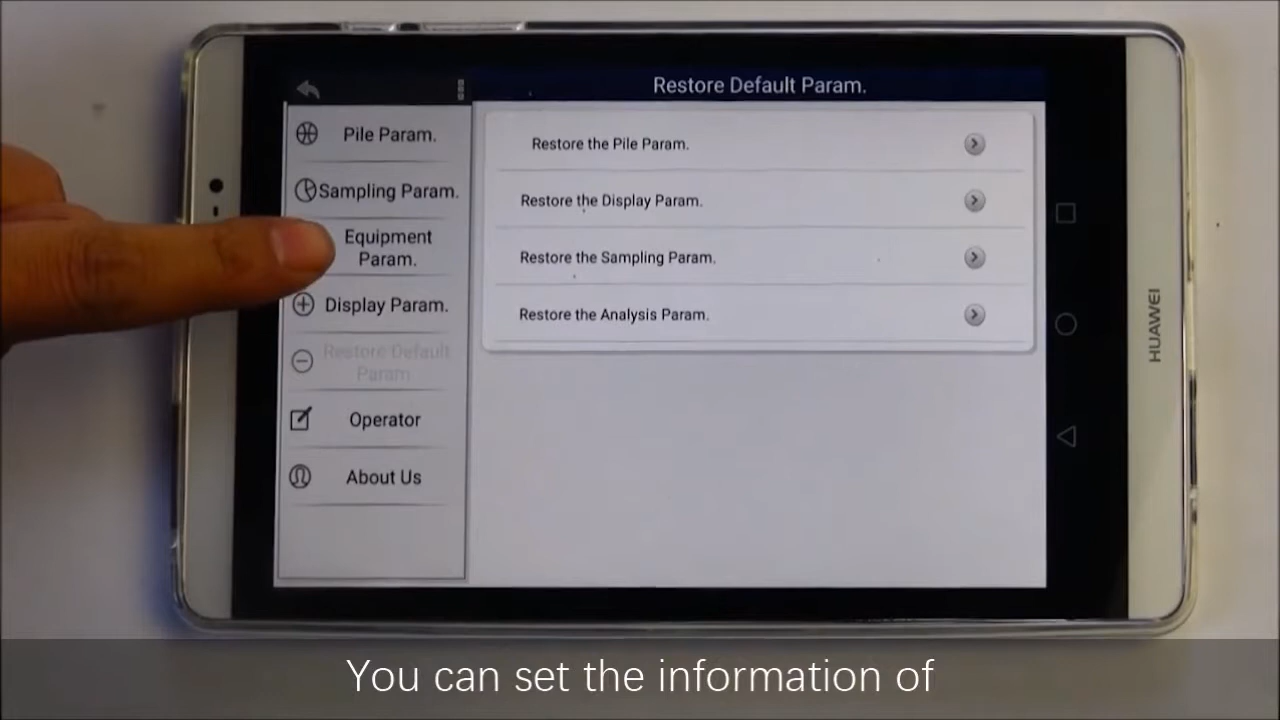 Restore Default Param.
Pile Param.
Sampling Param.
Equipment
Param.
Display Param.
Restore Default
Param
Operator
About Us
Restore the Pile Param.
Restore the Display Param.
Restore the Sampling Param.
Restore the Analysis Param.
HUAWEI
You can set the information of